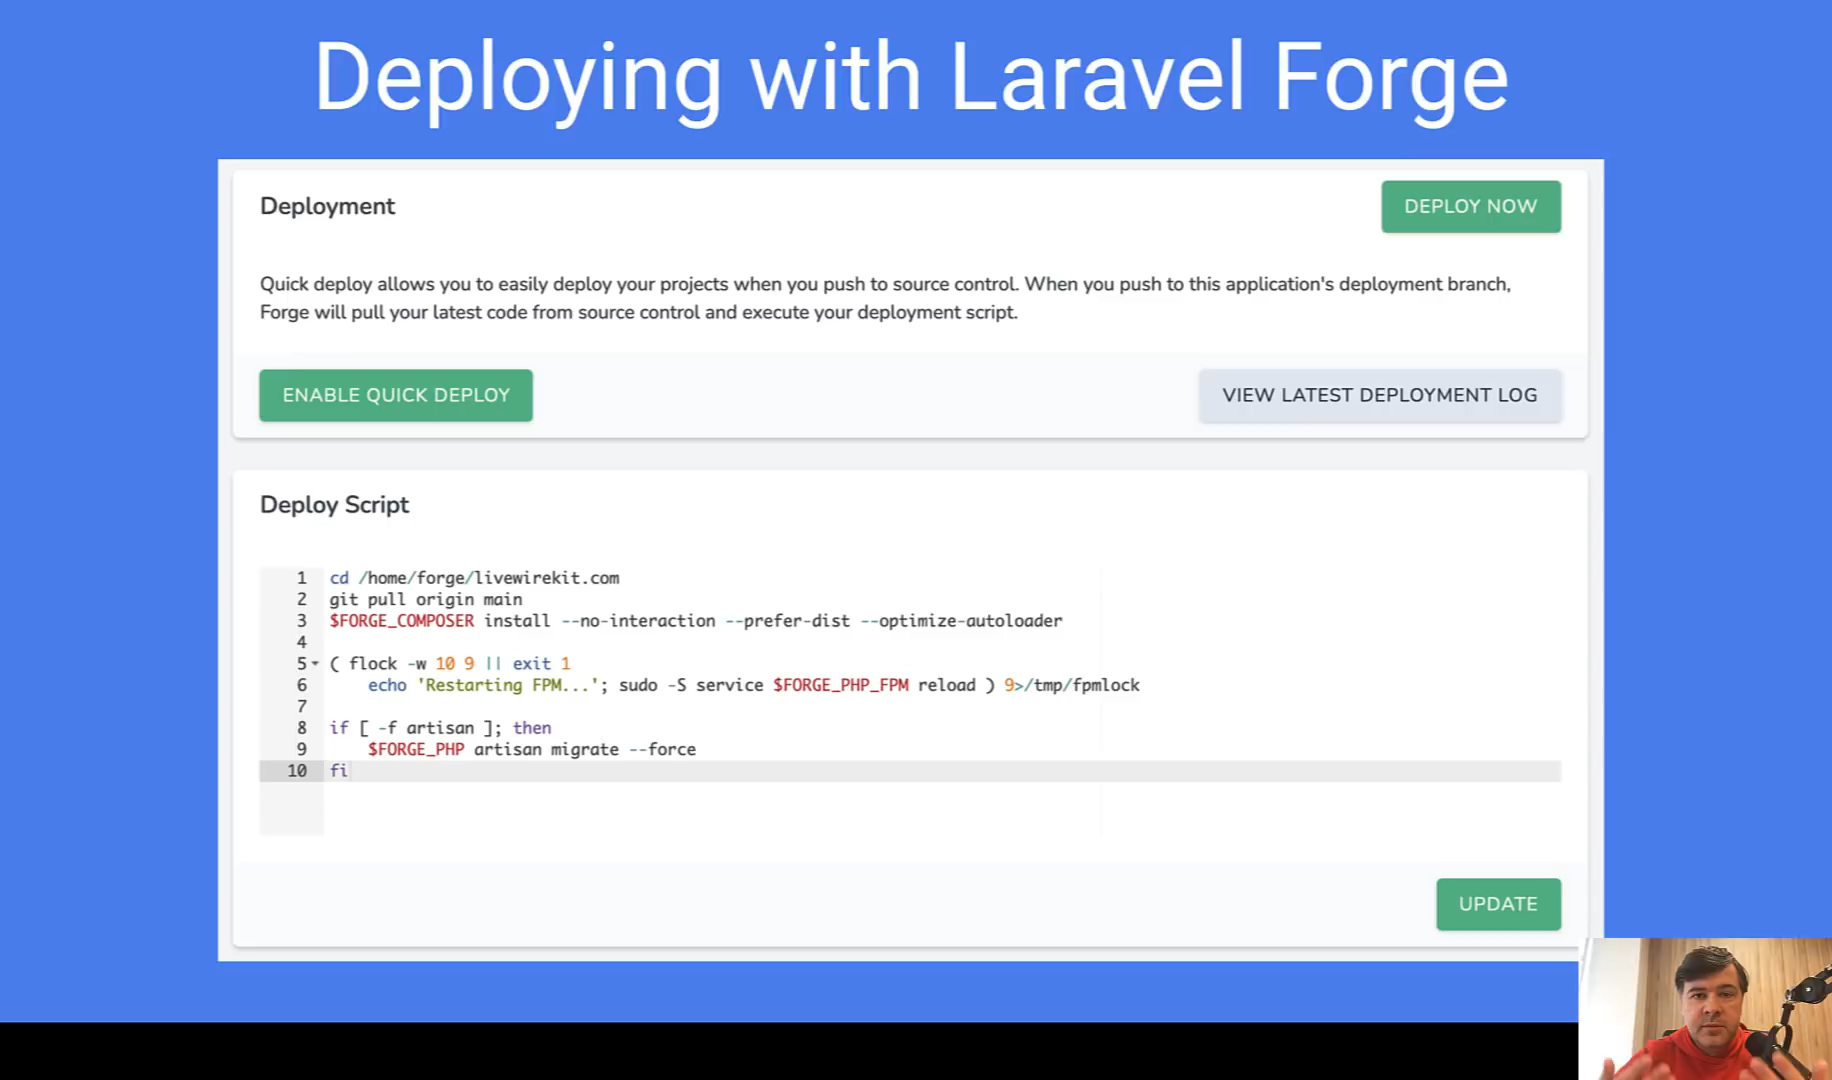 Deploying with Laravel Forge
Deployment
DEPLOY NOW
Quick deploy allows you to easily deploy your projects when you push to source control. When you push to this application's deployment branch,
Forge will pull your latest code from source control and execute your deployment script.
ENABLE QUICK DEPLOY
VIEW LATEST DEPLOYMENT LOG
Deploy Script
1 cd /home/forge/livewirekit.com
2 git pull origin main
3 $FORGE_COMPOSER install --no-interaction --prefer-dist --optimize-autoloader
4
5 ( flock -w 10 9 || exit 1
6     echo 'Restarting FPM...'; sudo -S service $FORGE_PHP_FPM reload ) 9>/tmp/fpmlock
7
8 if [ -f artisan ]; then
9     $FORGE_PHP artisan migrate --force
10 fi
UPDATE